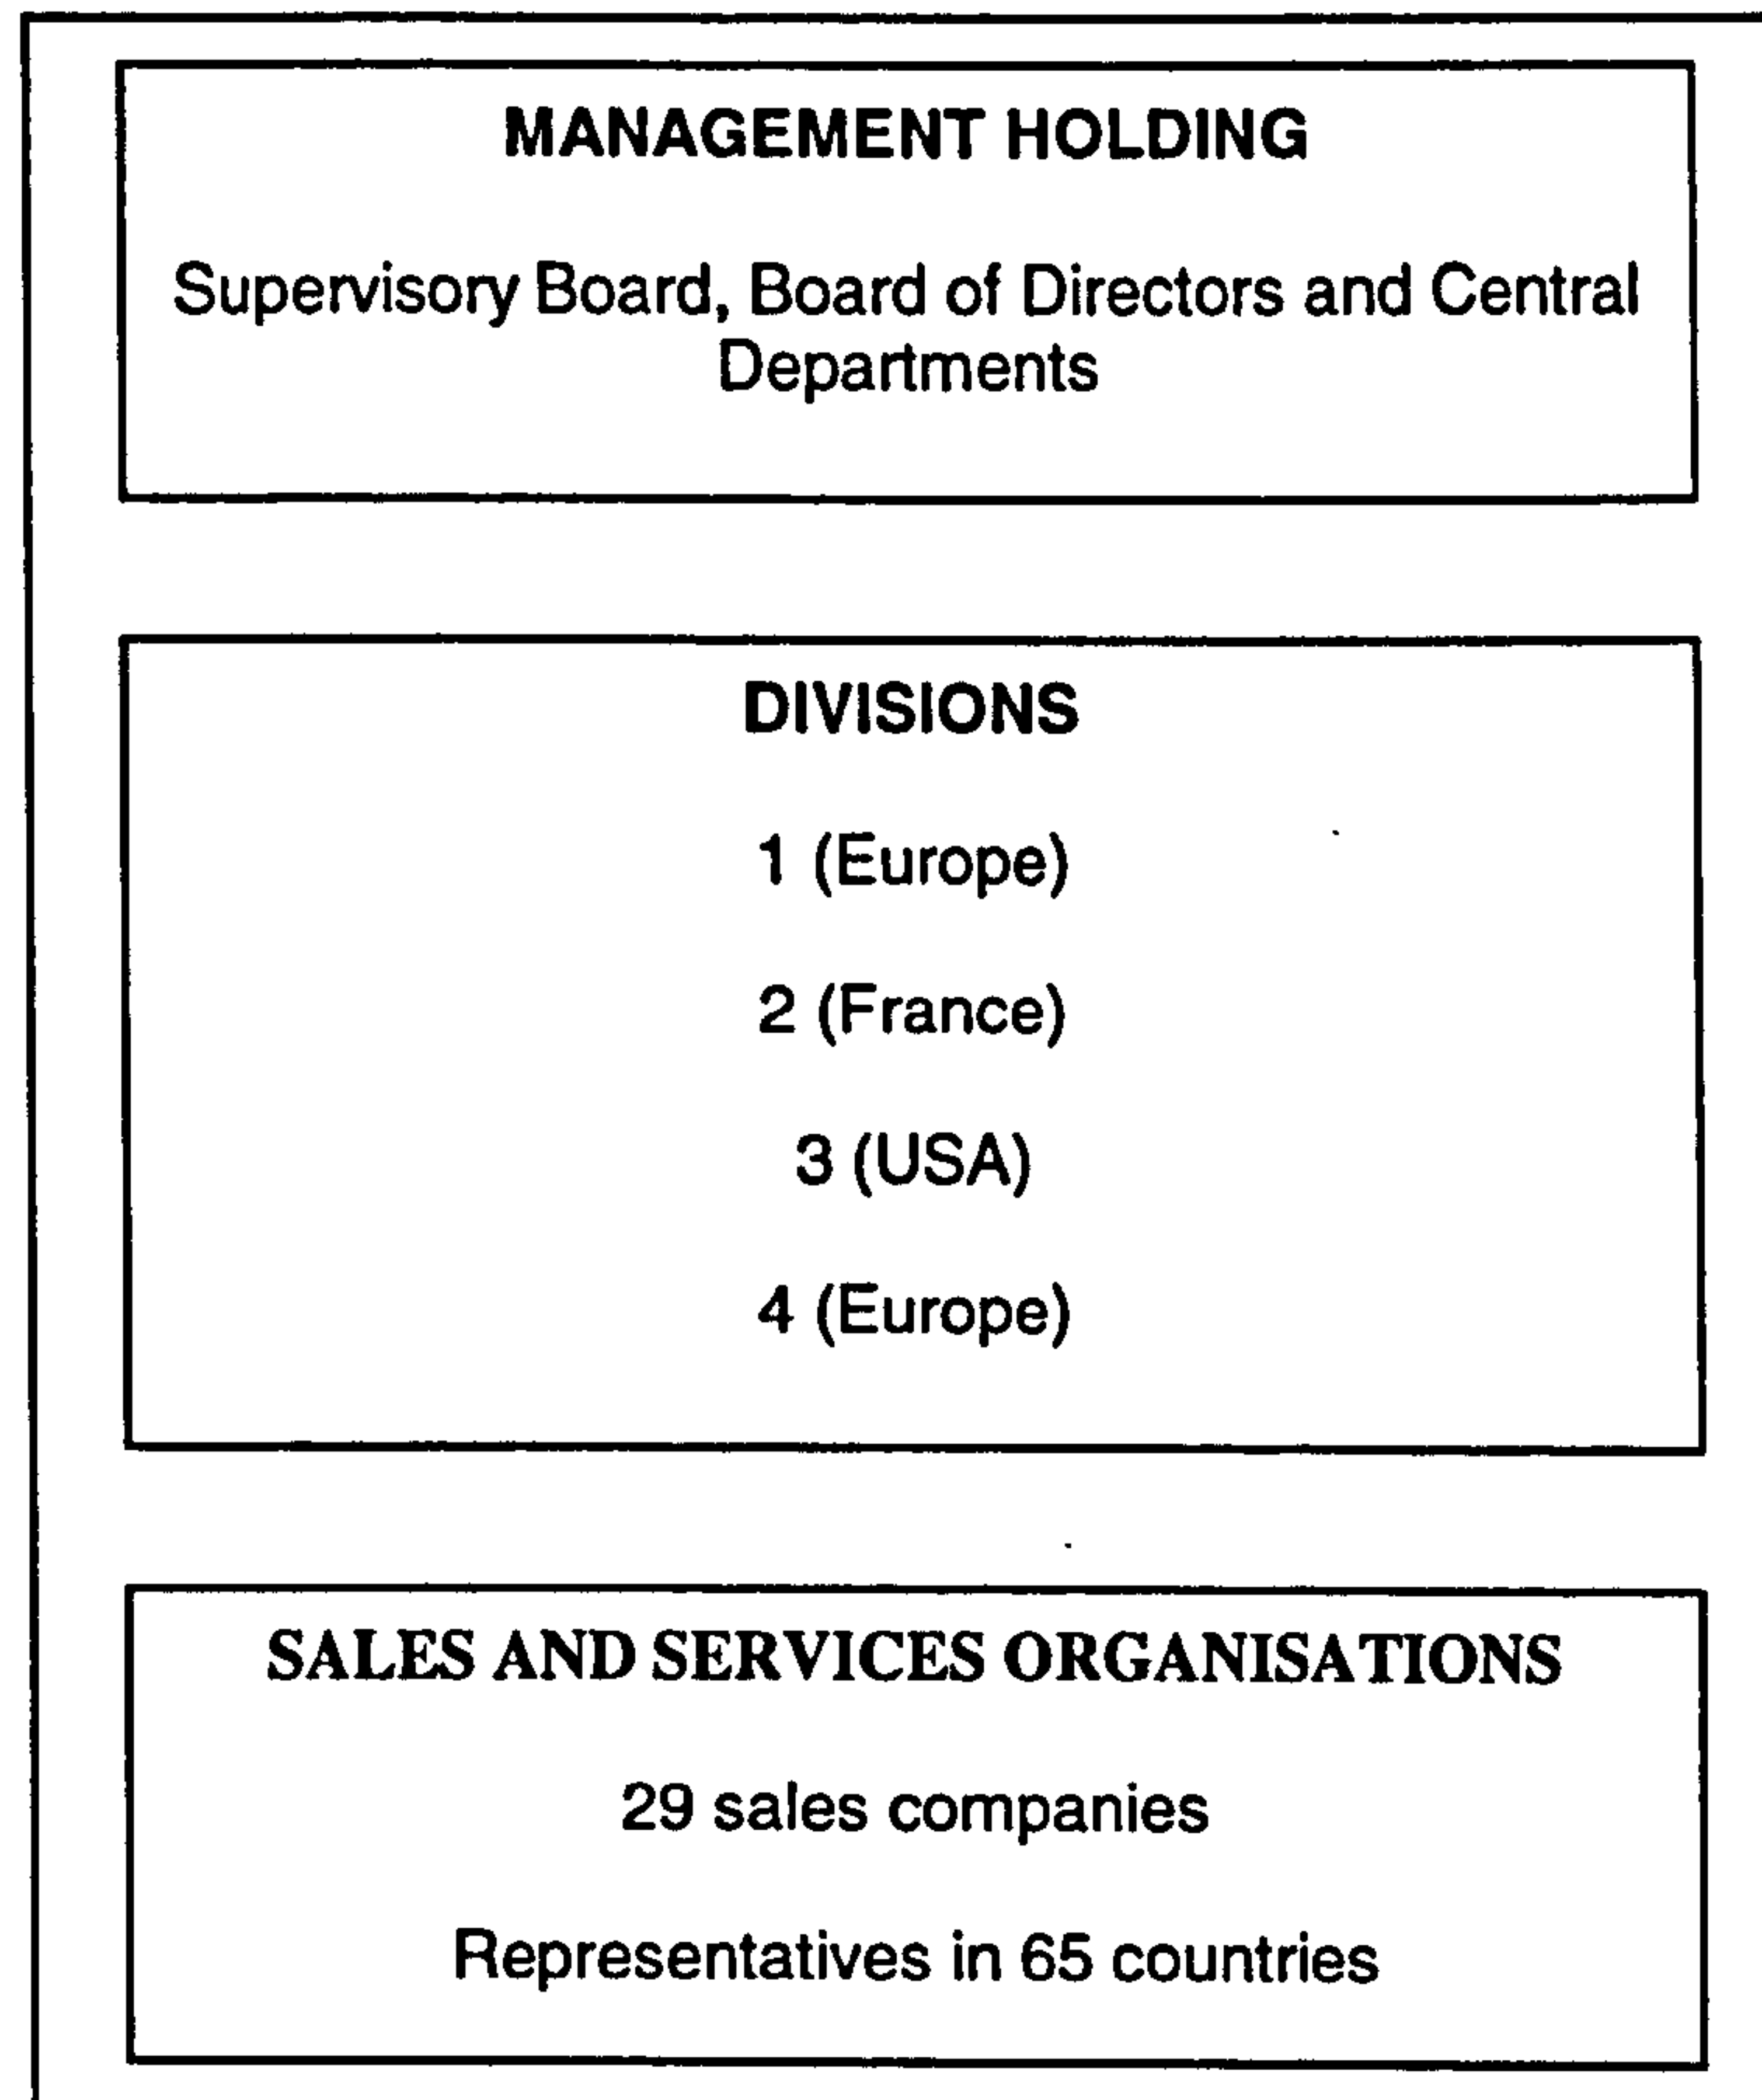 MANAGEMENT HOLDING
Supervisory Board, Board of Directors and Central
Departments
DIVISIONS
1 (Europe)
2 (France)
3 (USA)
4 (Europe)
SALES AND SERVICES ORGANISATIONS
29 sales companies
Representatives in 65 countries